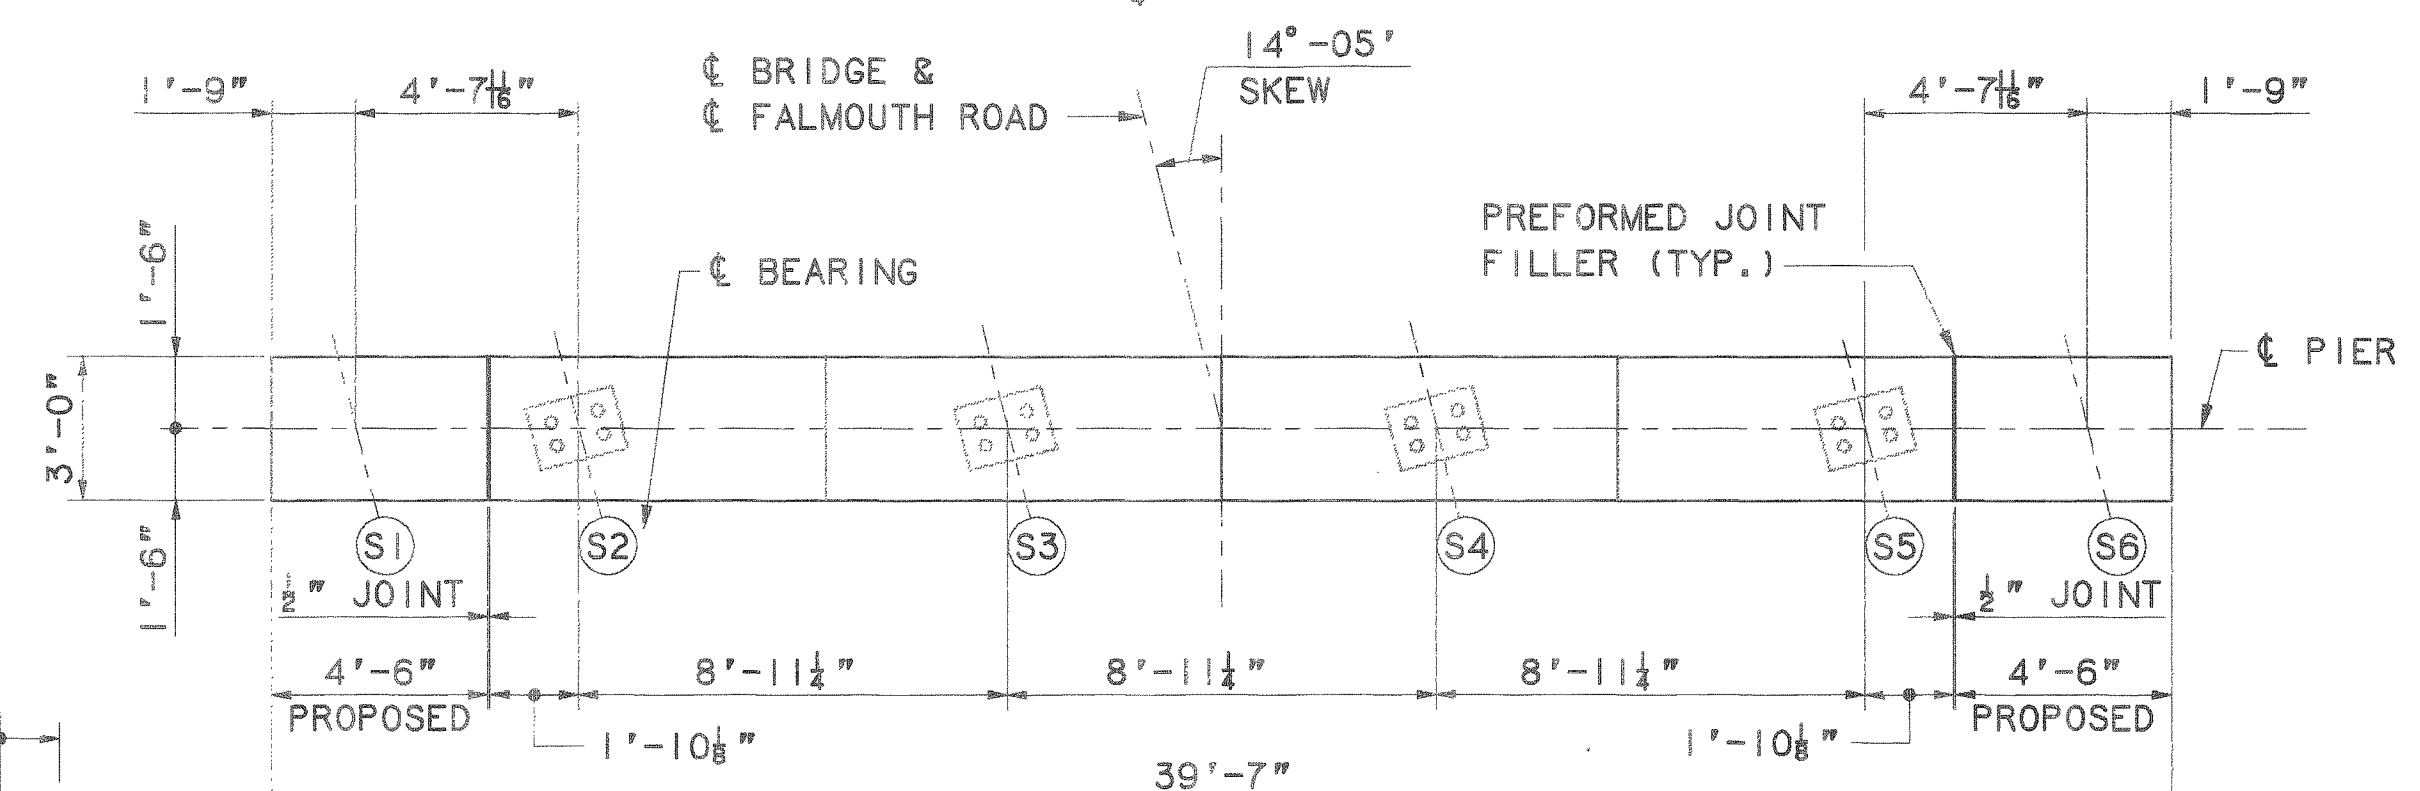 14°-05'
SKEW
℄ BRIDGE &
℄ FALMOUTH ROAD
1'-9"
4'-7 11/16"
4'-7 11/16"
1'-9"
PREFORMED JOINT
FILLER (TYP.)
℄ BEARING
℄ PIER
1'-6"
3'-0"
1'-6"
S1
S2
S3
S4
S5
S6
1/2" JOINT
1/2" JOINT
4'-6"
PROPOSED
8'-11 1/4"
8'-11 1/4"
8'-11 1/4"
4'-6"
PROPOSED
1'-10 1/8"
1'-10 1/8"
39'-7"